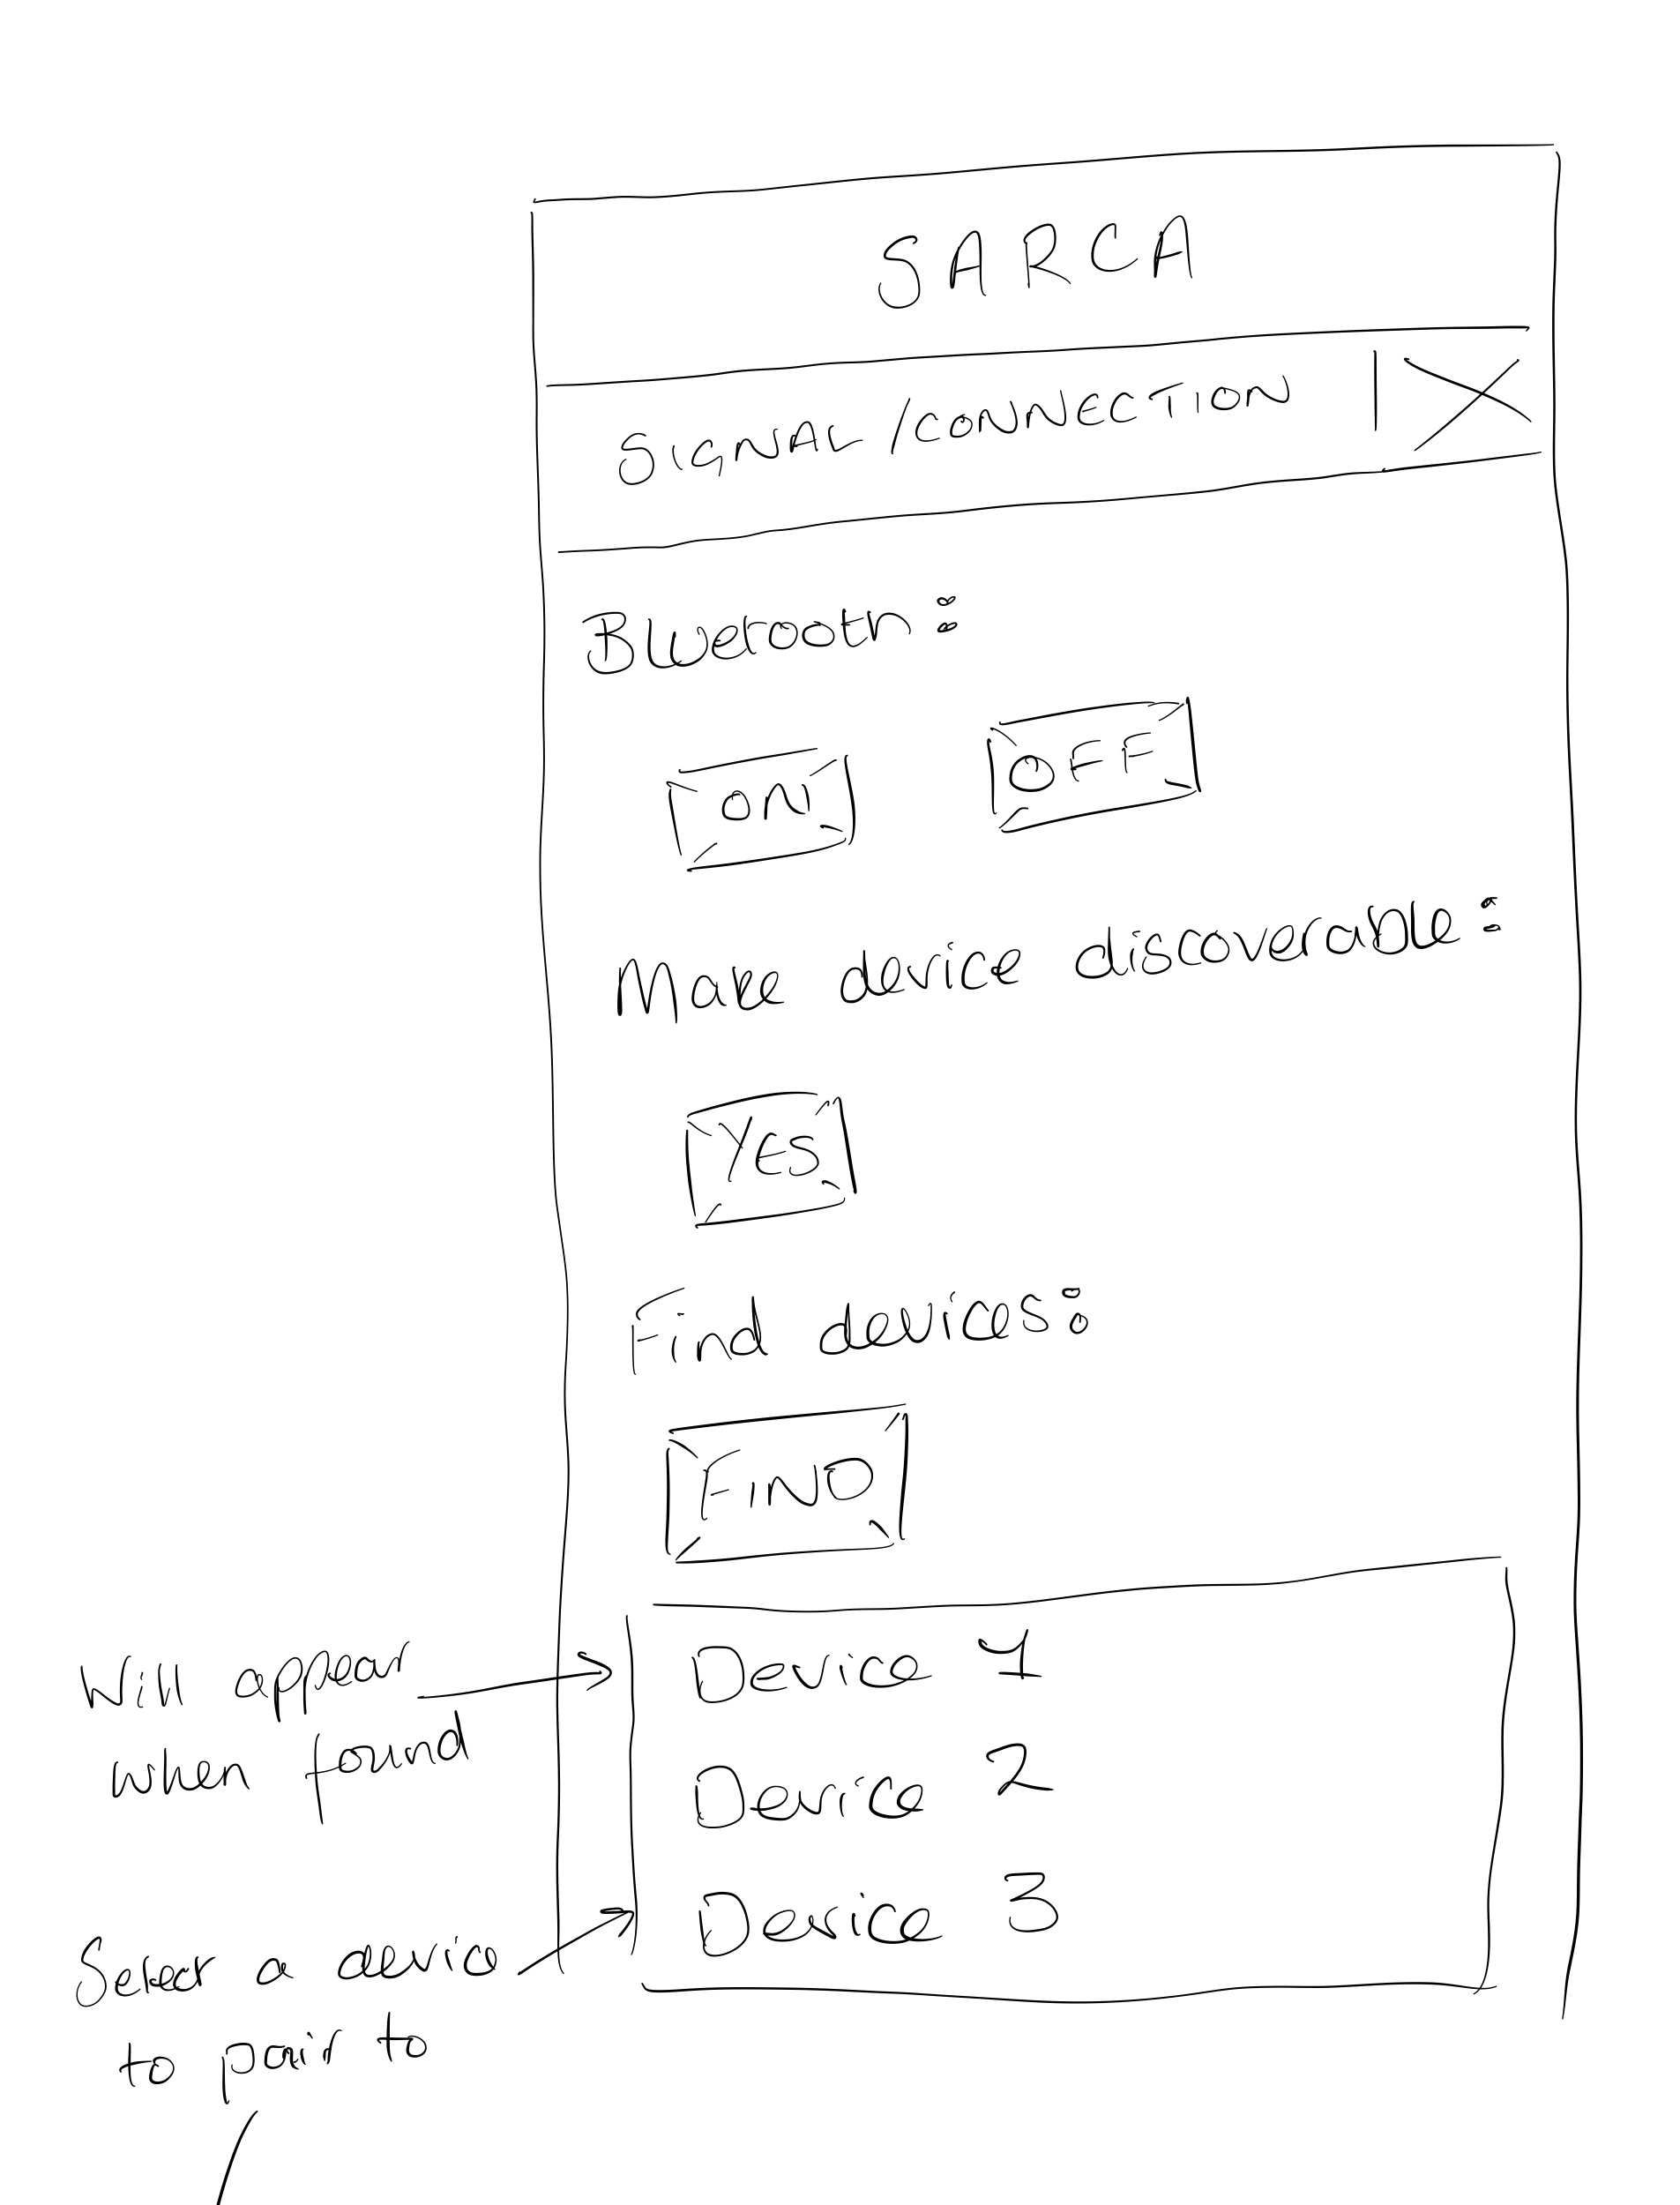 SARCA
SIGNAL/CONNECTION | X
Bluetooth:
ON OFF
Make device discoverable:
YES
Find devices:
FIND
Will appear
when found
Device 1
Device 2
Device 3
Select a device
to pair to